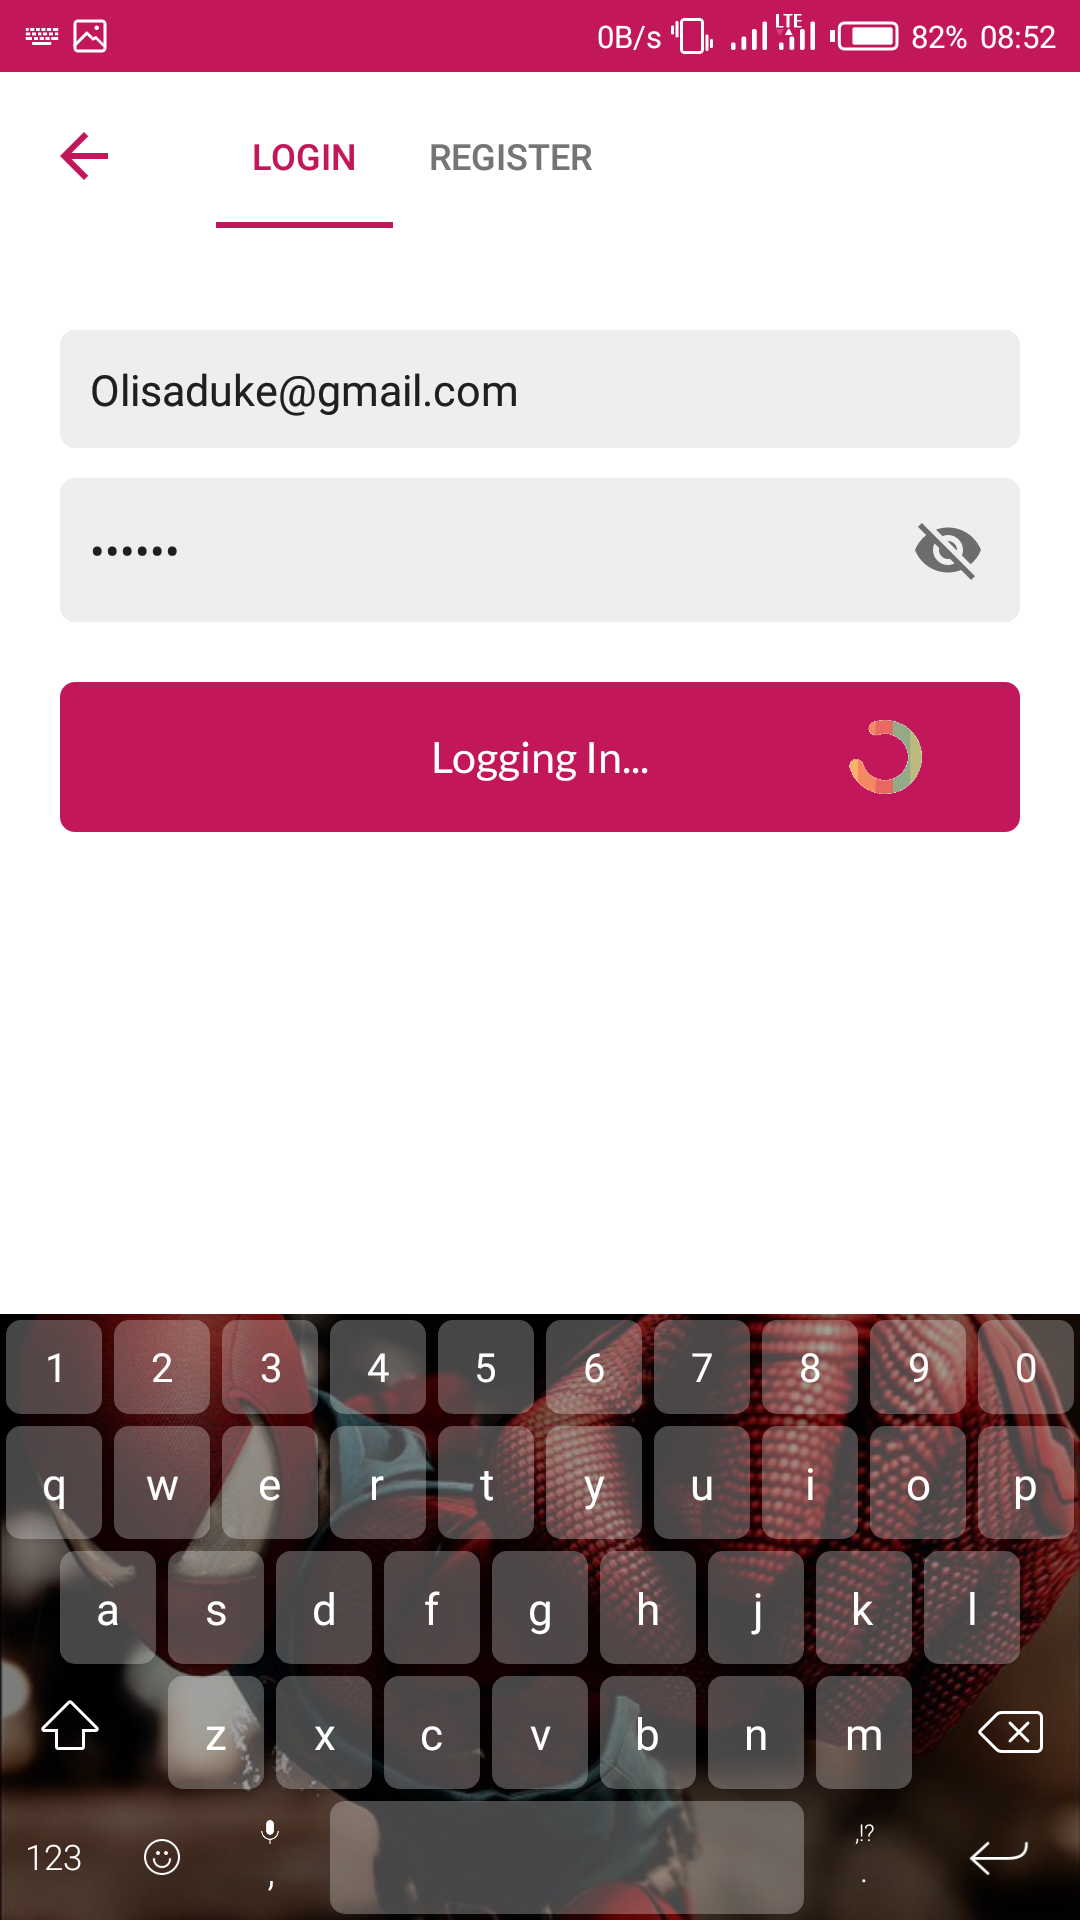 0B/s LTE 82% 08:52
LOGIN REGISTER
Olisaduke@gmail.com
••••••
Logging In...
1 2 3 4 5 6 7 8 9 0
q w e r t y u i o p
a s d f g h j k l
z x c v b n m
123 , ,!? .